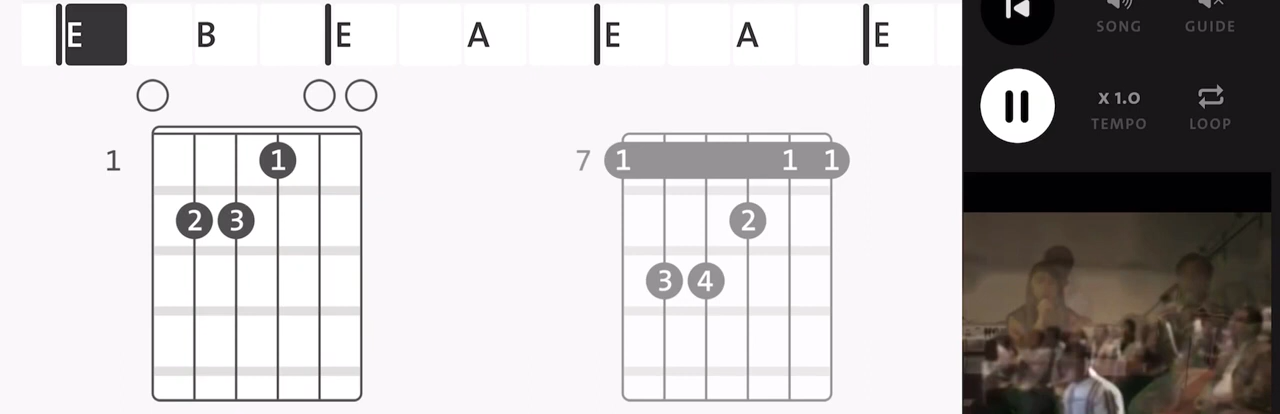 E B E A E A E
SONG GUIDE
x 1.0
TEMPO LOOP
1 1
2 3
7 1 1 1
2
3 4